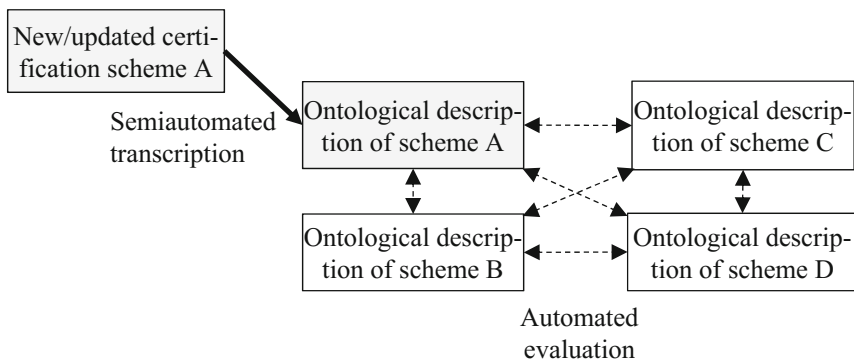 New/updated certi-
fication scheme A
Semiautomated
transcription
Ontological descrip-
tion of scheme A
Ontological descrip-
tion of scheme C
Ontological descrip-
tion of scheme B
Ontological descrip-
tion of scheme D
Automated
evaluation